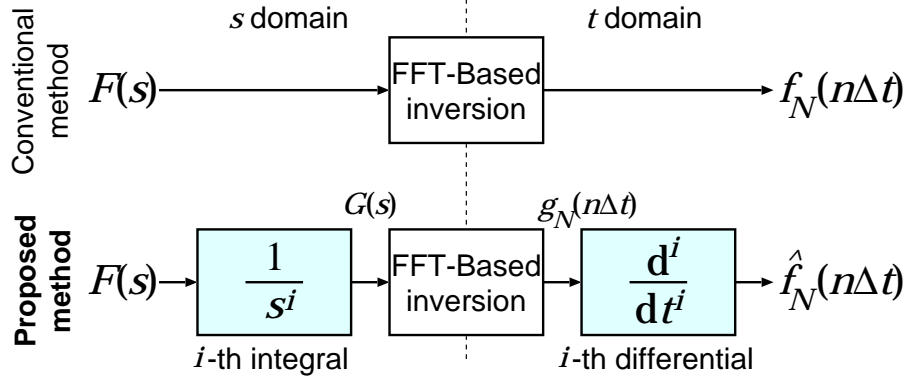 s domain
t domain
Conventional
method
F(s)
FFT-Based
inversion
f_N(nΔt)
Proposed
method
F(s)
1
s^i
i-th integral
G(s)
FFT-Based
inversion
g_N(nΔt)
d^i
dt^i
i-th differential
f̂_N(nΔt)